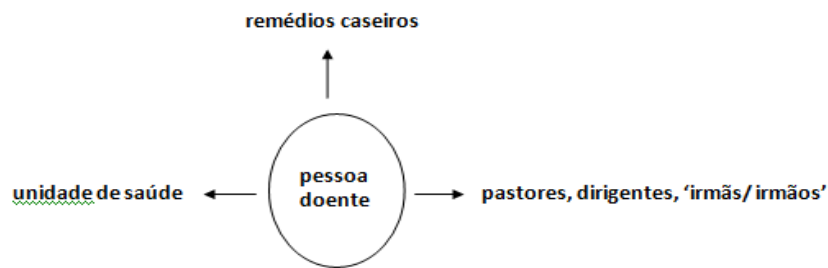 remédios caseiros
pessoa
doente
unidade de saúde
pastores, dirigentes, ‘irmãs/ irmãos’